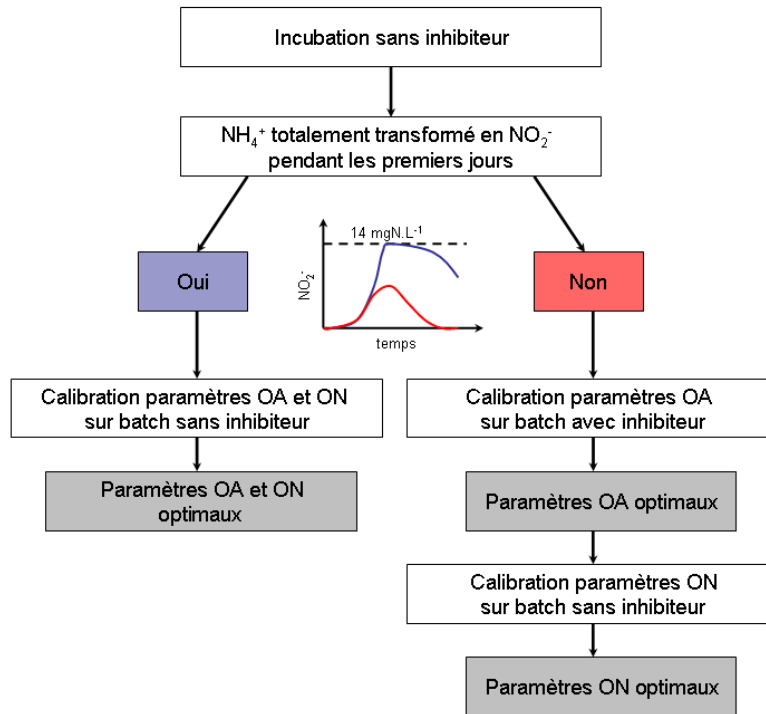 Incubation sans inhibiteur
NH₄⁺ totalement transformé en NO₂⁻
pendant les premiers jours
14 mgN.L⁻¹
NO₂⁻
temps
Oui
Non
Calibration paramètres OA et ON
sur batch sans inhibiteur
Paramètres OA et ON
optimaux
Calibration paramètres OA
sur batch avec inhibiteur
Paramètres OA optimaux
Calibration paramètres ON
sur batch sans inhibiteur
Paramètres ON optimaux